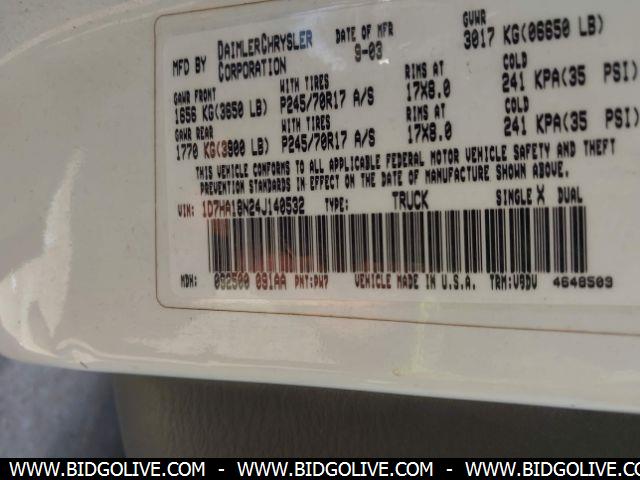 MFD BY DAIMLERCHRYSLER CORPORATION DATE OF MFR 9-03 GVWR 3017 KG(06650 LB)
GAWR FRONT WITH TIRES RIMS AT COLD
1656 KG(3650 LB) P245/70R17 A/S 17X8.0 241 KPA(35 PSI)
GAWR REAR WITH TIRES RIMS AT COLD
1770 KG(3900 LB) P245/70R17 A/S 17X8.0 241 KPA(35 PSI)
THIS VEHICLE CONFORMS TO ALL APPLICABLE FEDERAL MOTOR VEHICLE SAFETY AND THEFT
PREVENTION STANDARDS IN EFFECT ON THE DATE OF MANUFACTURE SHOWN ABOVE.
VIN: 1D7HA18N24J140532 TYPE: TRUCK SINGLE X DUAL
MDH: 092500 091AA PNT:PW7 VEHICLE MADE IN U.S.A. TRM:V9DV 4648509
WWW.BIDGOLIVE.COM - WWW.BIDGOLIVE.COM - WWW.BIDGOLIVE.COM